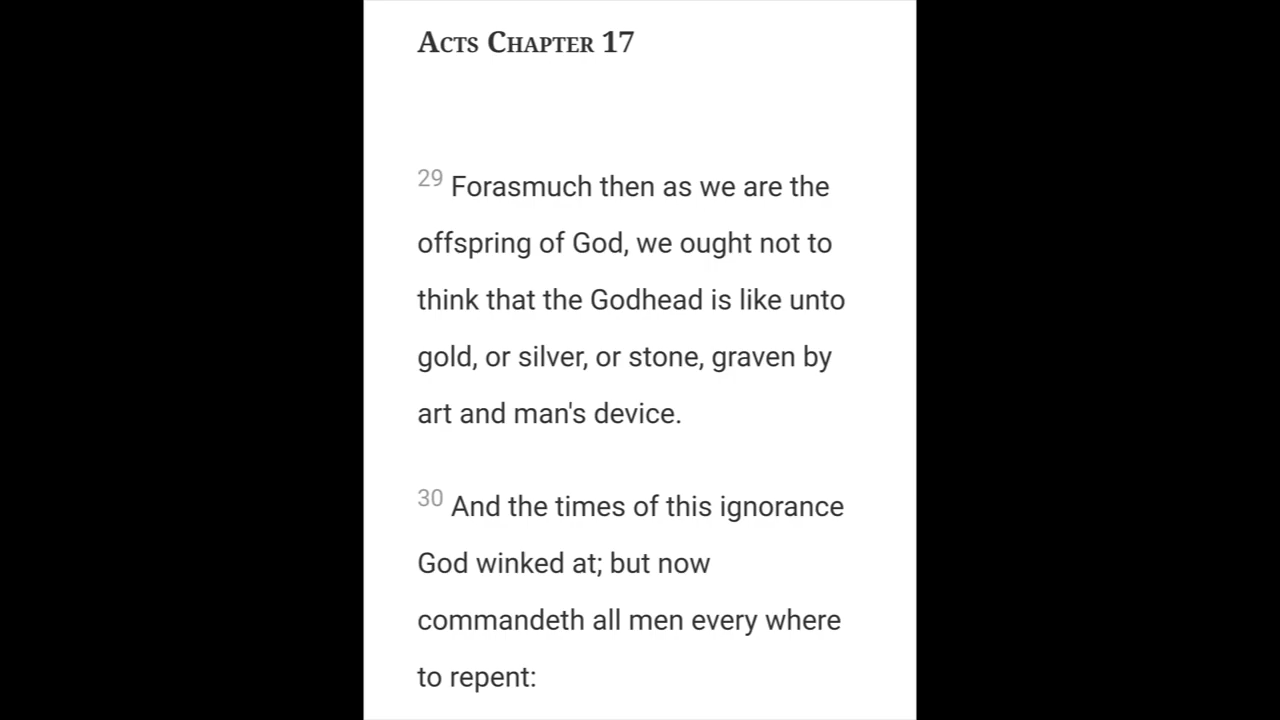 Acts Chapter 17
29 Forasmuch then as we are the
offspring of God, we ought not to
think that the Godhead is like unto
gold, or silver, or stone, graven by
art and man's device.
30 And the times of this ignorance
God winked at; but now
commandeth all men every where
to repent: